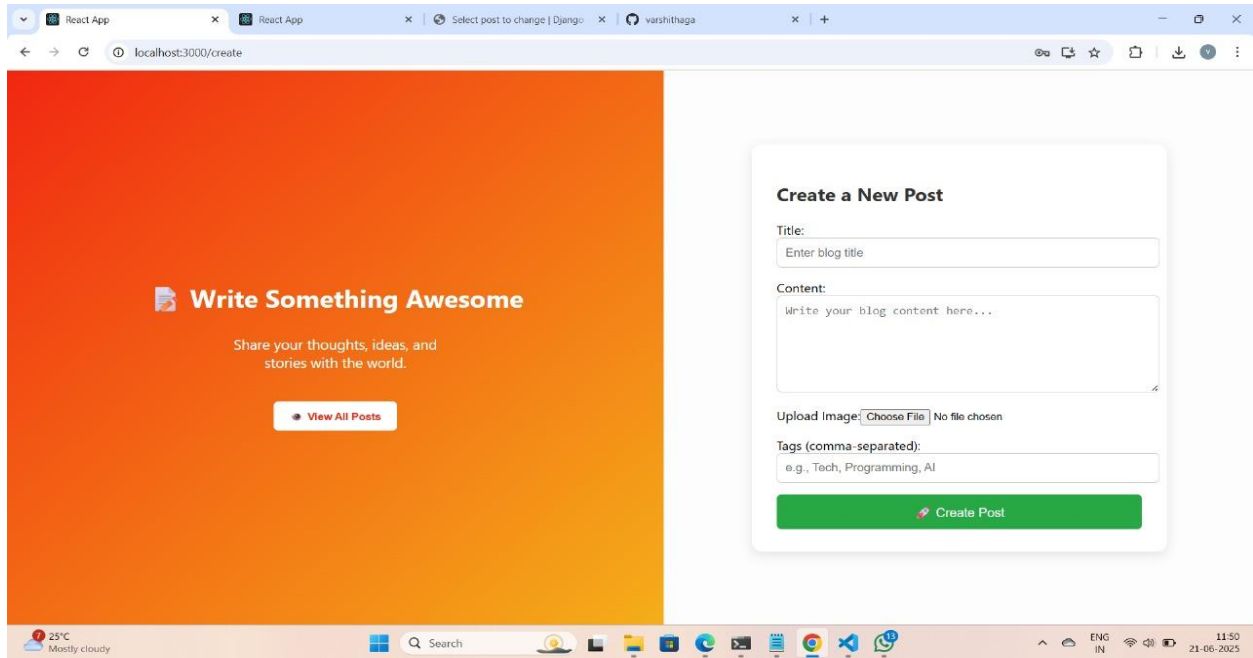 React App
React App
Select post to change | Django
varshithaga
localhost:3000/create
V
Write Something Awesome
Share your thoughts, ideas, and
stories with the world.
View All Posts
Create a New Post
Title:
Enter blog title
Content:
Write your blog content here...
Upload Image: Choose File No file chosen
Tags (comma-separated):
e.g., Tech, Programming, AI
Create Post
7
25°C
Mostly cloudy
Search
13
ENG
IN
11:50
21-06-2025